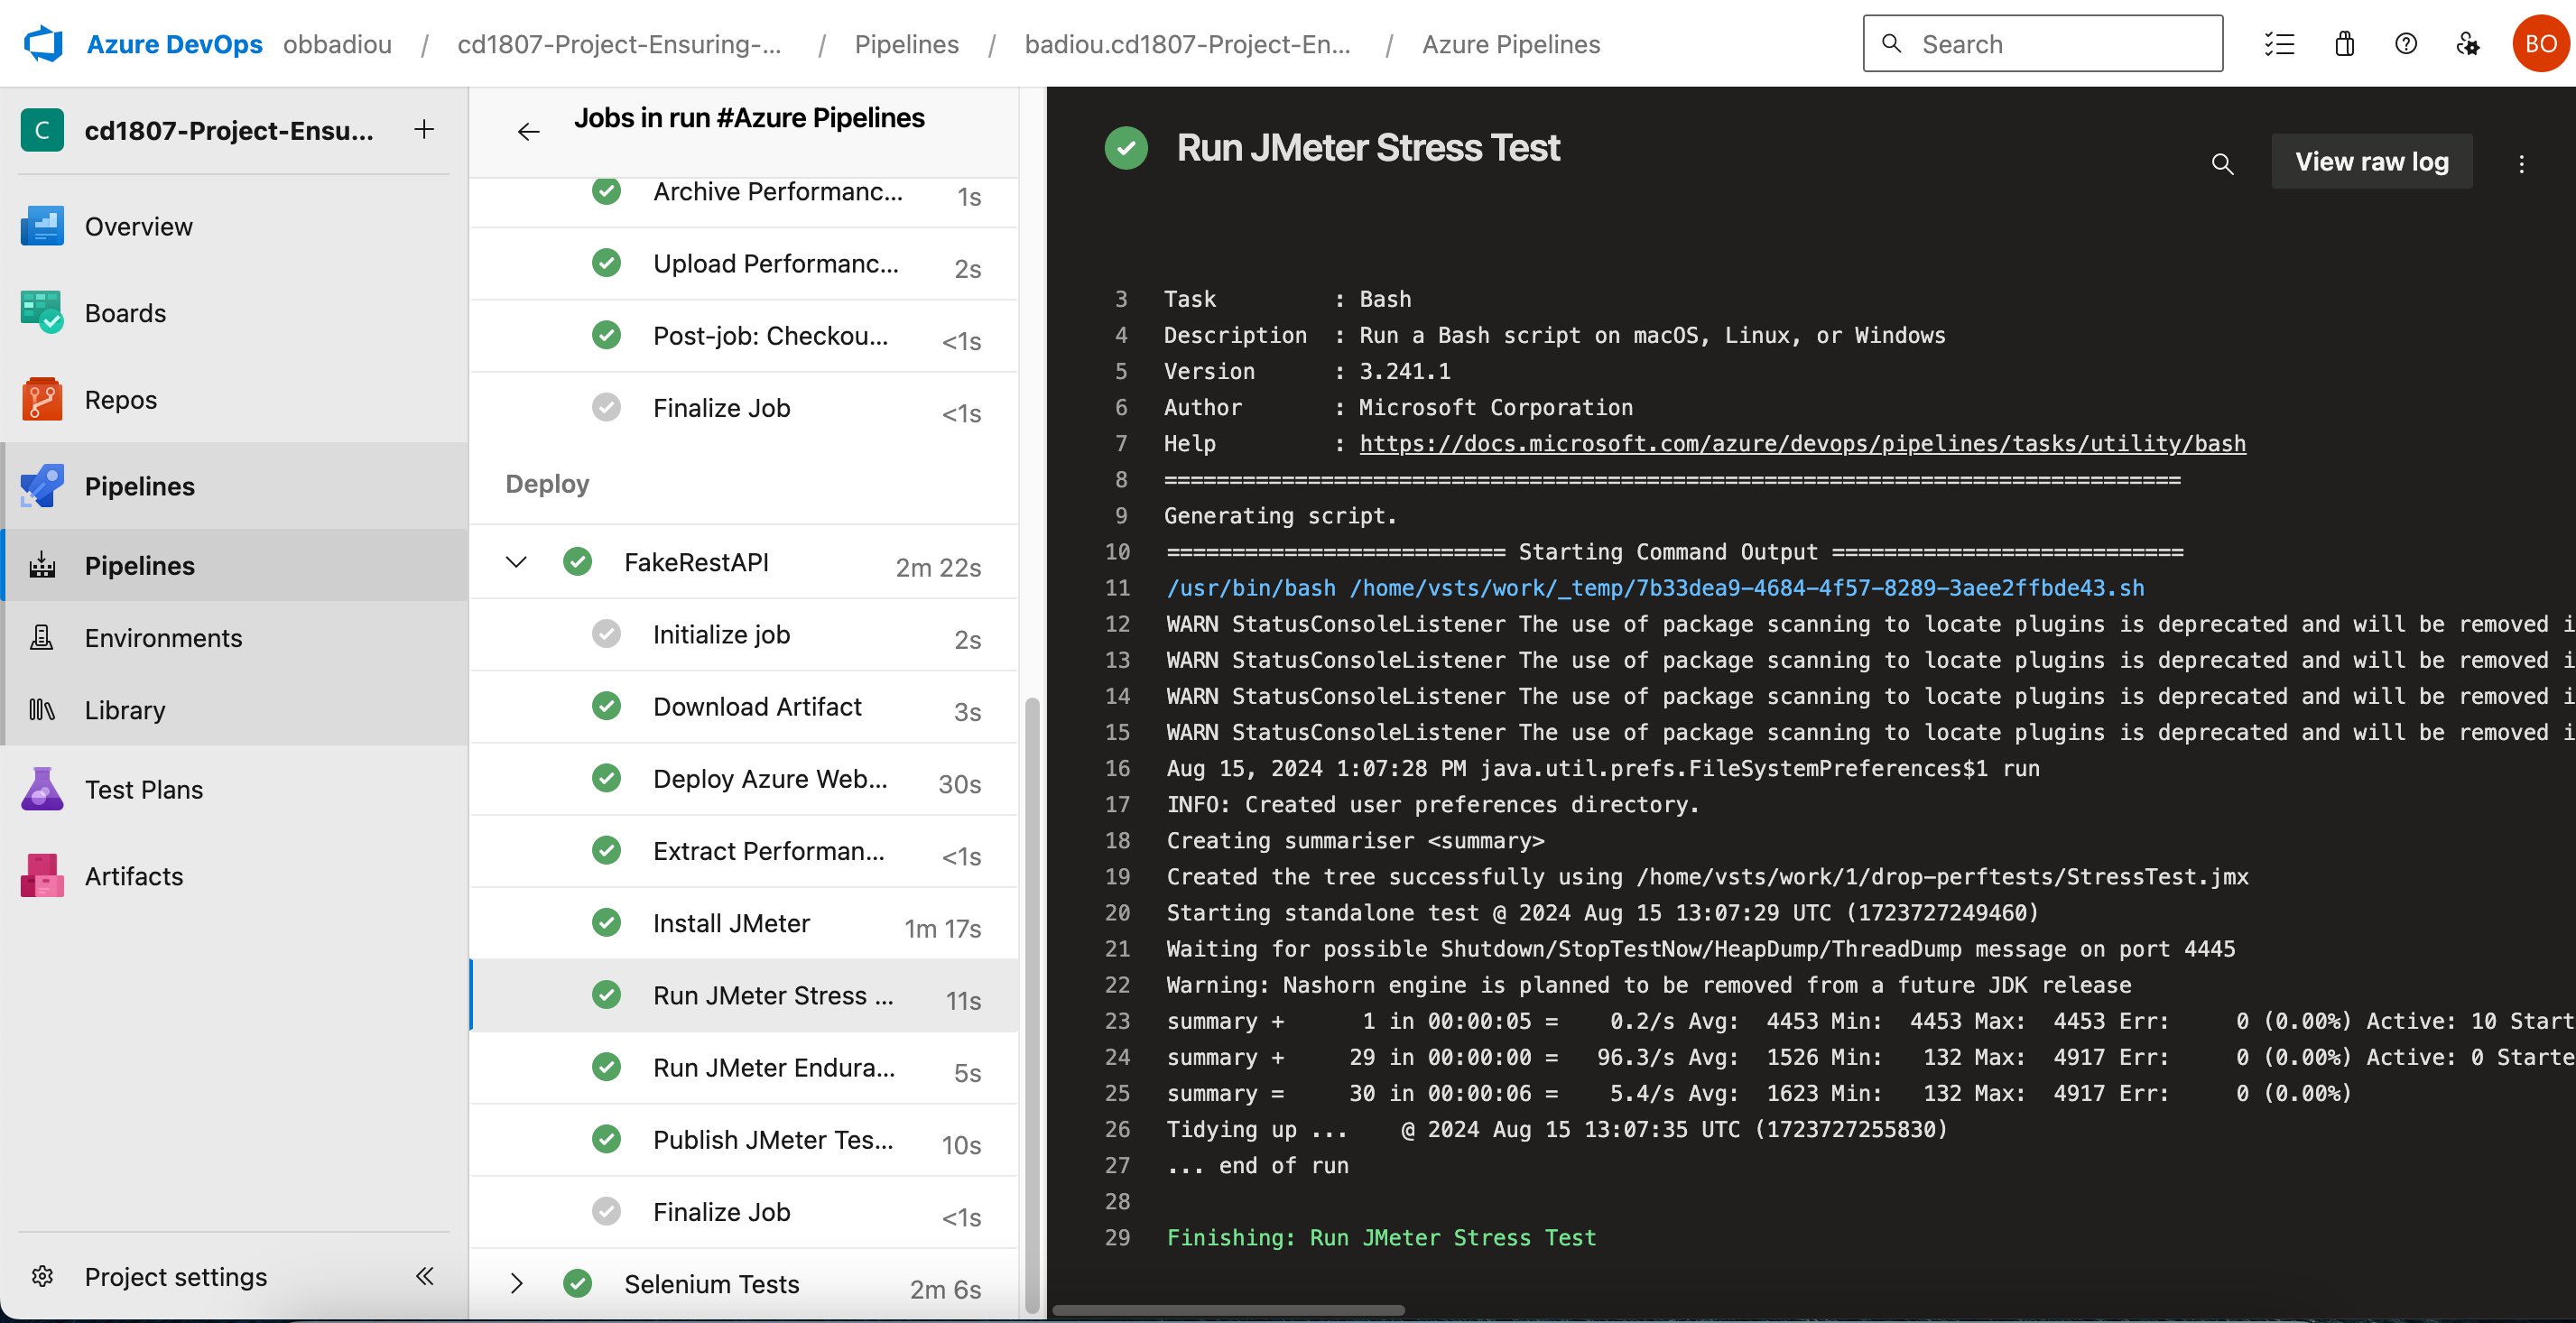 Azure DevOps obbadiou / cd1807-Project-Ensuring-... / Pipelines / badiou.cd1807-Project-En... / Azure Pipelines
Search
BO
C cd1807-Project-Ensu... +
Overview
Boards
Repos
Pipelines
Pipelines
Environments
Library
Test Plans
Artifacts
Project settings
Jobs in run #Azure Pipelines
Archive Performanc... 1s
Upload Performanc... 2s
Post-job: Checkou... <1s
Finalize Job <1s
Deploy
FakeRestAPI 2m 22s
Initialize job 2s
Download Artifact 3s
Deploy Azure Web... 30s
Extract Performan... <1s
Install JMeter 1m 17s
Run JMeter Stress ... 11s
Run JMeter Endura... 5s
Publish JMeter Tes... 10s
Finalize Job <1s
Selenium Tests 2m 6s
Run JMeter Stress Test
View raw log
3 Task : Bash
4 Description : Run a Bash script on macOS, Linux, or Windows
5 Version : 3.241.1
6 Author : Microsoft Corporation
7 Help : https://docs.microsoft.com/azure/devops/pipelines/tasks/utility/bash
8 ==============================================================================
9 Generating script.
10 ========================== Starting Command Output ===========================
11 /usr/bin/bash /home/vsts/work/_temp/7b33dea9-4684-4f57-8289-3aee2ffbde43.sh
12 WARN StatusConsoleListener The use of package scanning to locate plugins is deprecated and will be removed i
13 WARN StatusConsoleListener The use of package scanning to locate plugins is deprecated and will be removed i
14 WARN StatusConsoleListener The use of package scanning to locate plugins is deprecated and will be removed i
15 WARN StatusConsoleListener The use of package scanning to locate plugins is deprecated and will be removed i
16 Aug 15, 2024 1:07:28 PM java.util.prefs.FileSystemPreferences$1 run
17 INFO: Created user preferences directory.
18 Creating summariser <summary>
19 Created the tree successfully using /home/vsts/work/1/drop-perftests/StressTest.jmx
20 Starting standalone test @ 2024 Aug 15 13:07:29 UTC (1723727249460)
21 Waiting for possible Shutdown/StopTestNow/HeapDump/ThreadDump message on port 4445
22 Warning: Nashorn engine is planned to be removed from a future JDK release
23 summary + 1 in 00:00:05 = 0.2/s Avg: 4453 Min: 4453 Max: 4453 Err: 0 (0.00%) Active: 10 Start
24 summary + 29 in 00:00:00 = 96.3/s Avg: 1526 Min: 132 Max: 4917 Err: 0 (0.00%) Active: 0 Starte
25 summary = 30 in 00:00:06 = 5.4/s Avg: 1623 Min: 132 Max: 4917 Err: 0 (0.00%)
26 Tidying up ... @ 2024 Aug 15 13:07:35 UTC (1723727255830)
27 ... end of run
28
29 Finishing: Run JMeter Stress Test